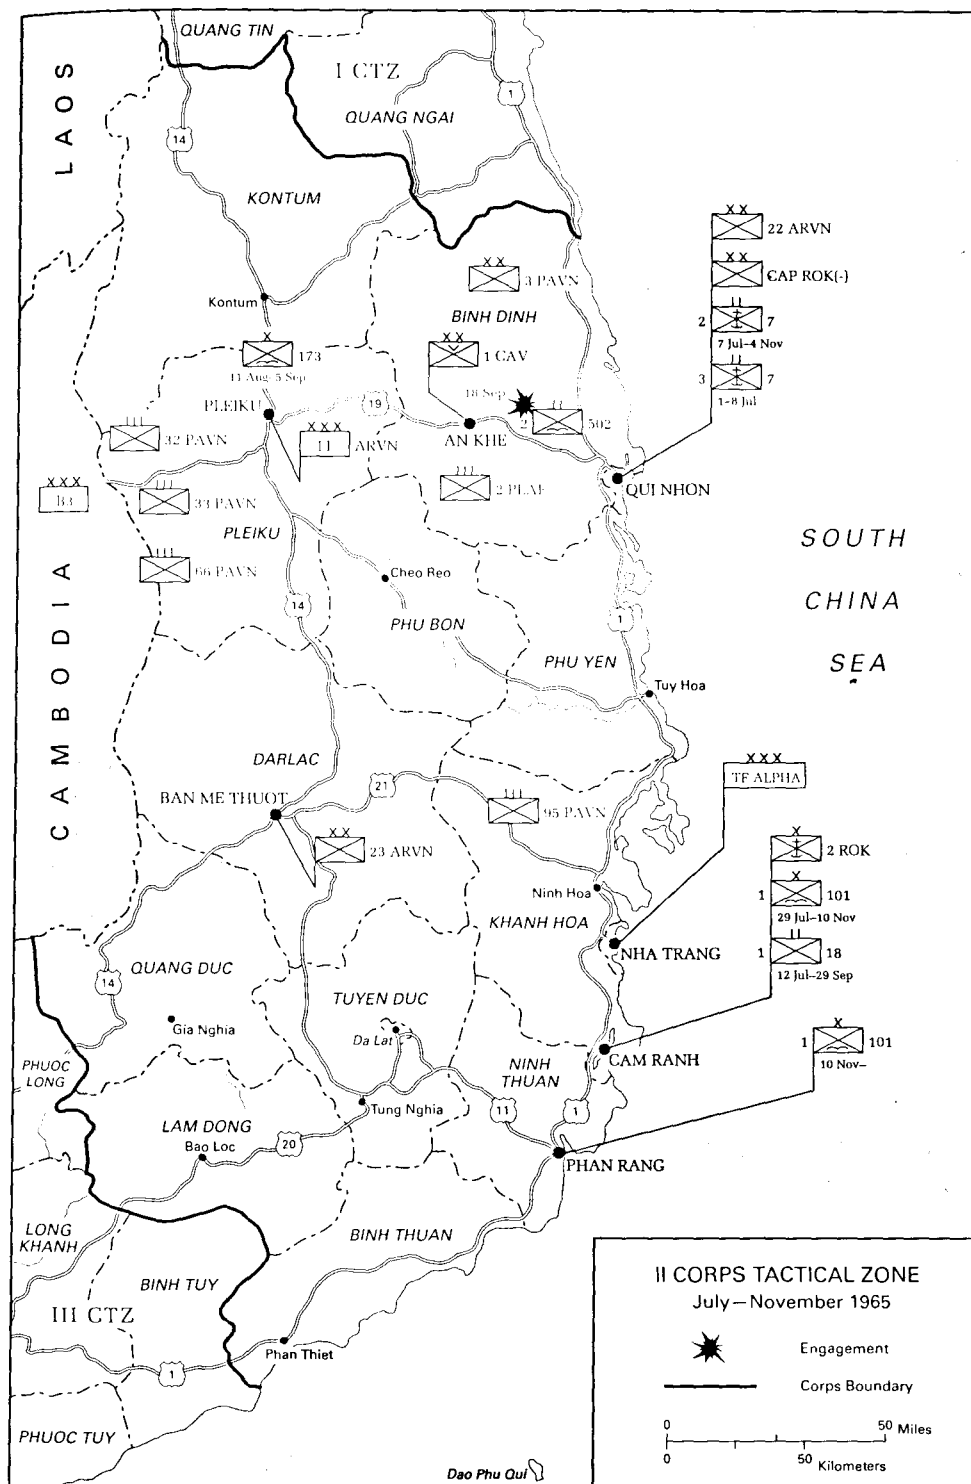 QUANG TIN
LAOS
I CTZ
1
QUANG NGAI
14
KONTUM
X X
22 ARVN
X X
3 PAVN
X X
CAP ROK(-)
Kontum
BINH DINH
2 7
7 Jul–4 Nov
X
173
11 Aug–5 Sep
X X
1 CAV
3 7
1–8 Jul
18 Sep
PLEIKU
19
2 502
32 PAVN
X X X
II ARVN
AN KHE
X X X
B3
33 PAVN
2 PLAF
QUI NHON
PLEIKU
SOUTH
CHINA
SEA
66 PAVN
Cheo Reo
14
1
PHU BON
PHU YEN
CAMBODIA
Tuy Hoa
DARLAC
X X X
TF ALPHA
BAN ME THUOT
21
95 PAVN
X X
23 ARVN
X
2 ROK
X
1 101
29 Jul–10 Nov
Ninh Hoa
KHANH HOA
1 18
12 Jul–29 Sep
NHA TRANG
QUANG DUC
14
TUYEN DUC
Gia Nghia
Da Lat
X
1 101
10 Nov–
CAM RANH
PHUOC
LONG
NINH
THUAN
Tung Nghia
11
1
LAM DONG
Bao Loc
20
PHAN RANG
LONG
KHANH
BINH THUAN
BINH TUY
III CTZ
Phan Thiet
1
PHUOC TUY
Dao Phu Qui
II CORPS TACTICAL ZONE
July–November 1965
Engagement
Corps Boundary
0 50 Miles
0 50 Kilometers